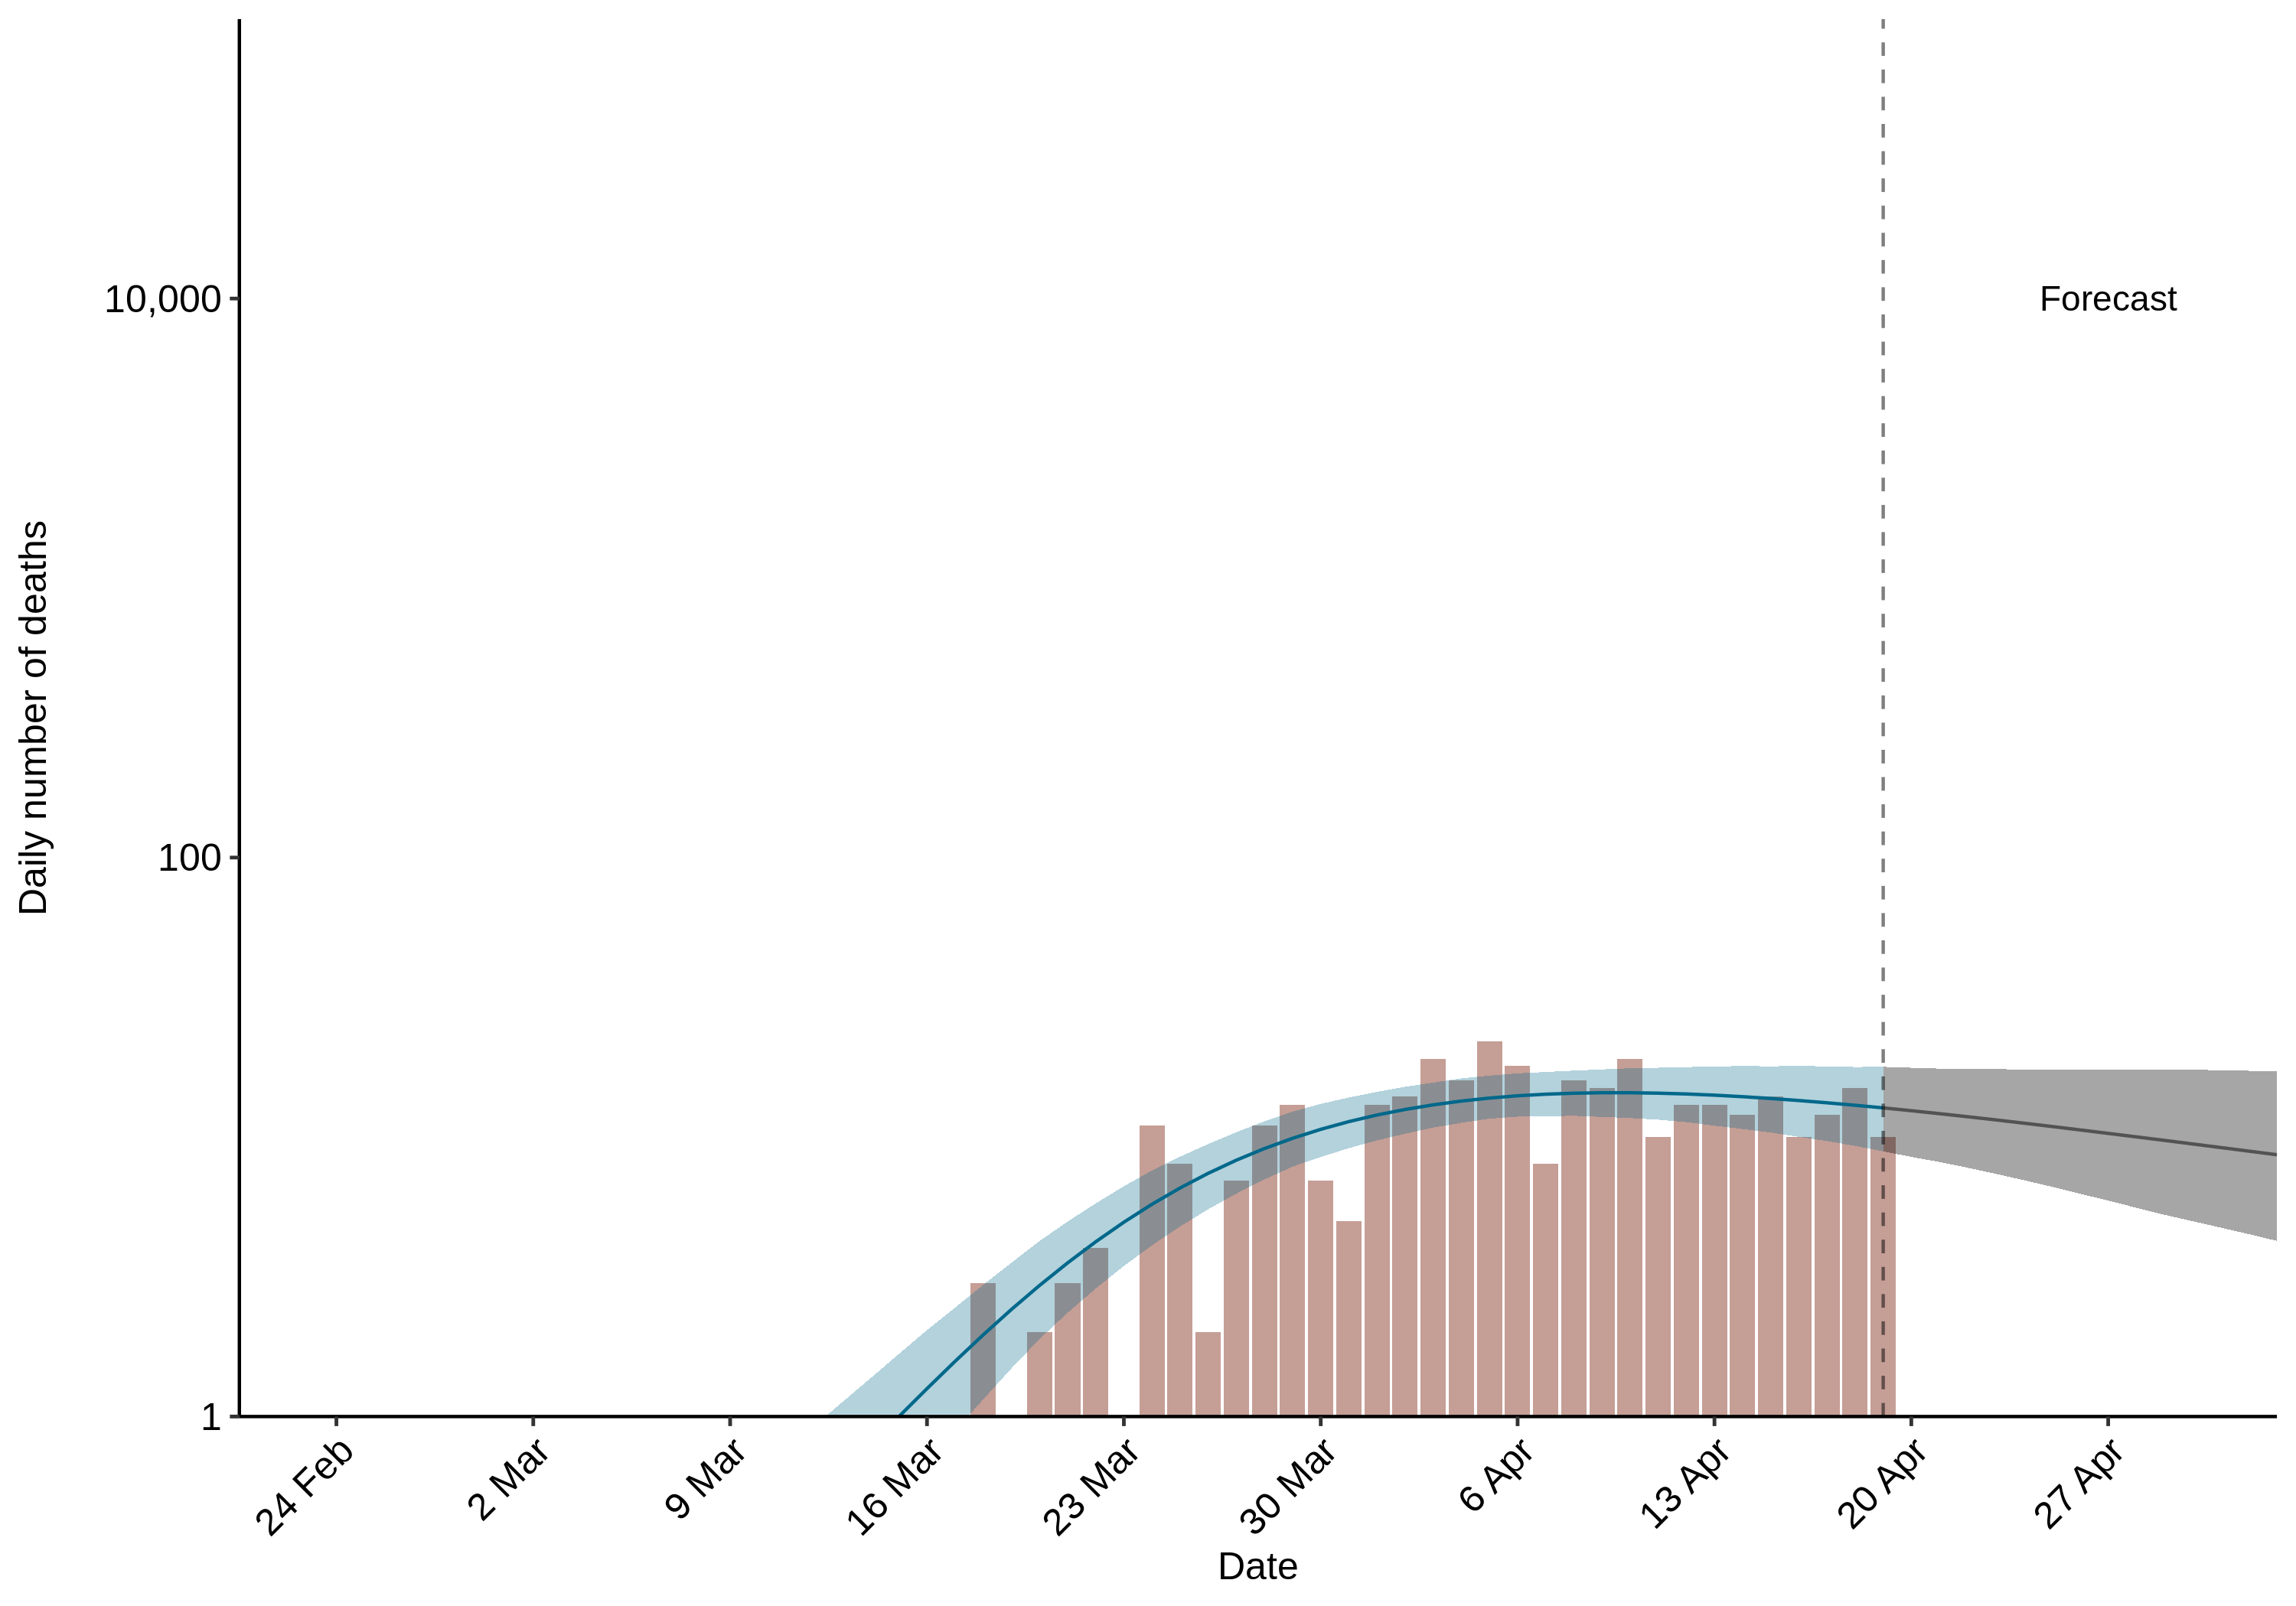 10,000
Forecast
Daily number of deaths
100
1
24 Feb
2 Mar
9 Mar
16 Mar
23 Mar
30 Mar
6 Apr
13 Apr
20 Apr
27 Apr
Date